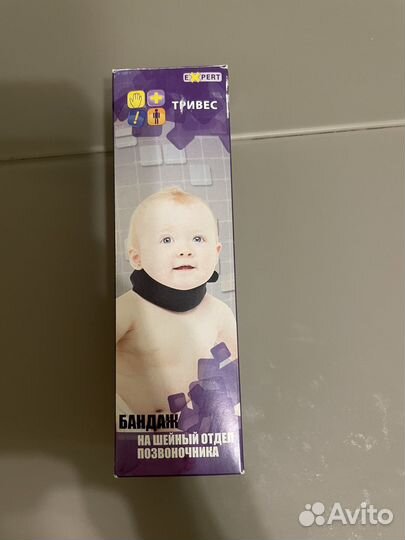 EXPERT
ТРИВЕС
БАНДАЖ
НА ШЕЙНЫЙ ОТДЕЛ
ПОЗВОНОЧНИКА
Avito